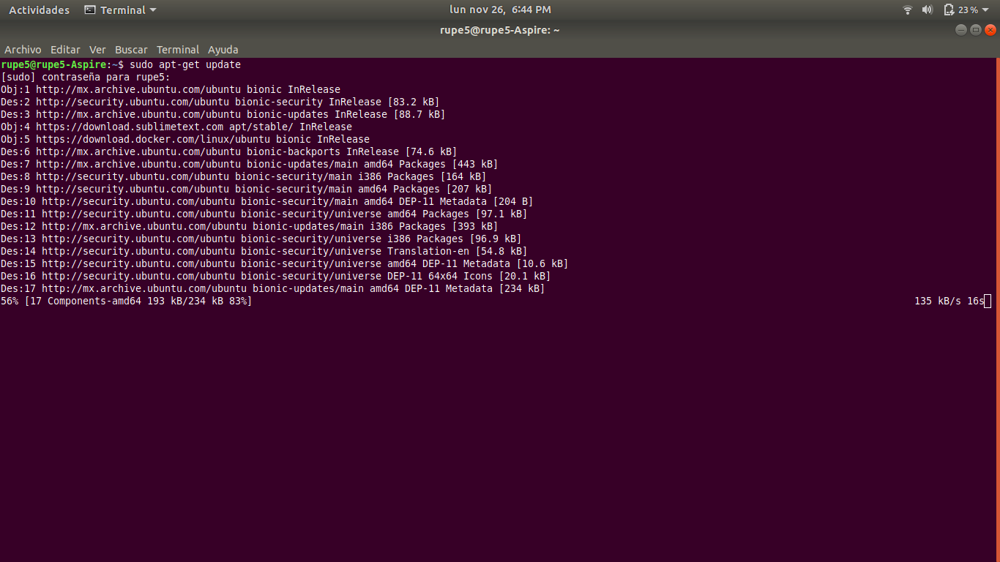 Actividades Terminal lun nov 26, 6:44 PM 23 %
rupe5@rupe5-Aspire: ~
Archivo Editar Ver Buscar Terminal Ayuda
rupe5@rupe5-Aspire:~$ sudo apt-get update
[sudo] contraseña para rupe5:
Obj:1 http://mx.archive.ubuntu.com/ubuntu bionic InRelease
Des:2 http://security.ubuntu.com/ubuntu bionic-security InRelease [83.2 kB]
Des:3 http://mx.archive.ubuntu.com/ubuntu bionic-updates InRelease [88.7 kB]
Obj:4 https://download.sublimetext.com apt/stable/ InRelease
Obj:5 https://download.docker.com/linux/ubuntu bionic InRelease
Des:6 http://mx.archive.ubuntu.com/ubuntu bionic-backports InRelease [74.6 kB]
Des:7 http://mx.archive.ubuntu.com/ubuntu bionic-updates/main amd64 Packages [443 kB]
Des:8 http://security.ubuntu.com/ubuntu bionic-security/main i386 Packages [164 kB]
Des:9 http://security.ubuntu.com/ubuntu bionic-security/main amd64 Packages [207 kB]
Des:10 http://security.ubuntu.com/ubuntu bionic-security/main amd64 DEP-11 Metadata [204 B]
Des:11 http://security.ubuntu.com/ubuntu bionic-security/universe amd64 Packages [97.1 kB]
Des:12 http://mx.archive.ubuntu.com/ubuntu bionic-updates/main i386 Packages [393 kB]
Des:13 http://security.ubuntu.com/ubuntu bionic-security/universe i386 Packages [96.9 kB]
Des:14 http://security.ubuntu.com/ubuntu bionic-security/universe Translation-en [54.8 kB]
Des:15 http://security.ubuntu.com/ubuntu bionic-security/universe amd64 DEP-11 Metadata [10.6 kB]
Des:16 http://security.ubuntu.com/ubuntu bionic-security/universe DEP-11 64x64 Icons [20.1 kB]
Des:17 http://mx.archive.ubuntu.com/ubuntu bionic-updates/main amd64 DEP-11 Metadata [234 kB]
56% [17 Components-amd64 193 kB/234 kB 83%] 135 kB/s 16s